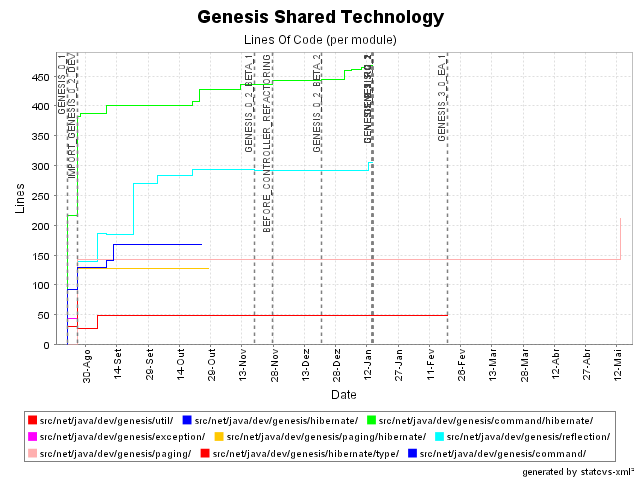 Genesis Shared Technology
Lines Of Code (per module)
Lines
450
400
350
300
250
200
150
100
50
0
GENESIS_0_1
IMPORT_GENESIS_0_2_DEV
GENESIS_0_2_BETA_1
BEFORE_CONTROLLER_REFACTORING
GENESIS_0_2_BETA_2
GENESIS_3_0_EA_1
30-Ago
14-Set
29-Set
14-Out
29-Out
13-Nov
28-Nov
13-Dez
28-Dez
12-Jan
27-Jan
11-Fev
26-Fev
13-Mar
28-Mar
12-Abr
27-Abr
12-Mai
Date
src/net/java/dev/genesis/util/ src/net/java/dev/genesis/hibernate/ src/net/java/dev/genesis/command/hibernate/
src/net/java/dev/genesis/exception/ src/net/java/dev/genesis/paging/hibernate/ src/net/java/dev/genesis/reflection/
src/net/java/dev/genesis/paging/ src/net/java/dev/genesis/hibernate/type/ src/net/java/dev/genesis/command/
generated by statcvs-xml²